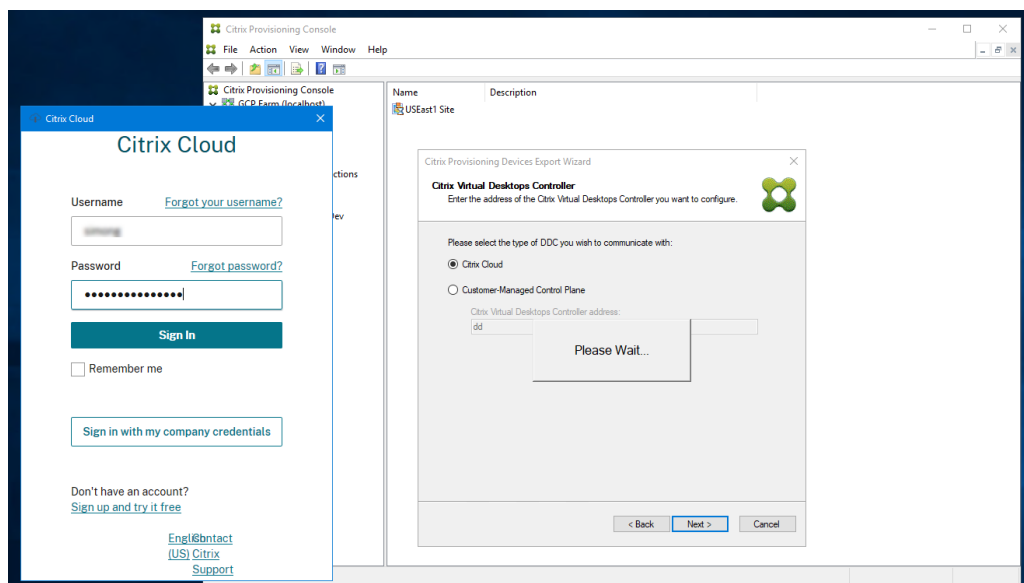 Citrix Provisioning Console
File Action View Window Help
Citrix Provisioning Console
GCP Farm (localhost)
ctions
Name Description
USEast1 Site
Citrix Cloud
Citrix Cloud
Username Forgot your username?
Password Forgot password?
•••••••••••••••
Sign In
Remember me
Sign in with my company credentials
Don't have an account?
Sign up and try it free
English
(US)
Contact
Citrix
Support
Citrix Provisioning Devices Export Wizard
Citrix Virtual Desktops Controller
Enter the address of the Citrix Virtual Desktops Controller you want to configure.
Please select the type of DDC you wish to communicate with:
Citrix Cloud
Customer-Managed Control Plane
Citrix Virtual Desktops Controller address:
dd
Please Wait...
< Back Next > Cancel